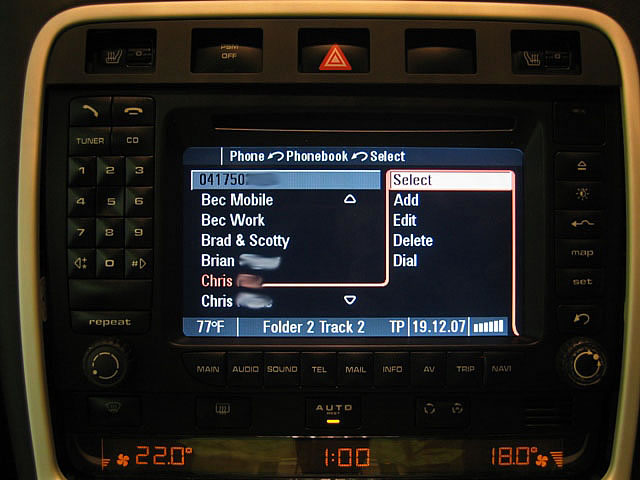 PSM OFF
TUNER CD
1 2 3
4 5 6
7 8 9
0 #
repeat
Phone Phonebook Select
041750
Bec Mobile
Bec Work
Brad & Scotty
Brian
Chris
Chris
Select
Add
Edit
Delete
Dial
77°F Folder 2 Track 2 TP 19.12.07
map
set
MAIN AUDIO SOUND TEL MAIL INFO AV TRIP NAVI
AUTO
22.0° 1:00 18.0°